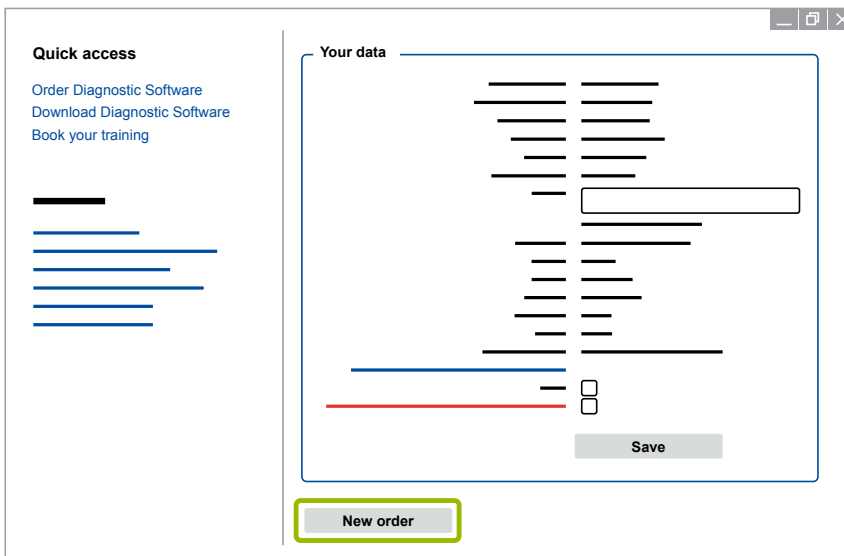 Quick access
Order Diagnostic Software
Download Diagnostic Software
Book your training
Your data
Save
New order